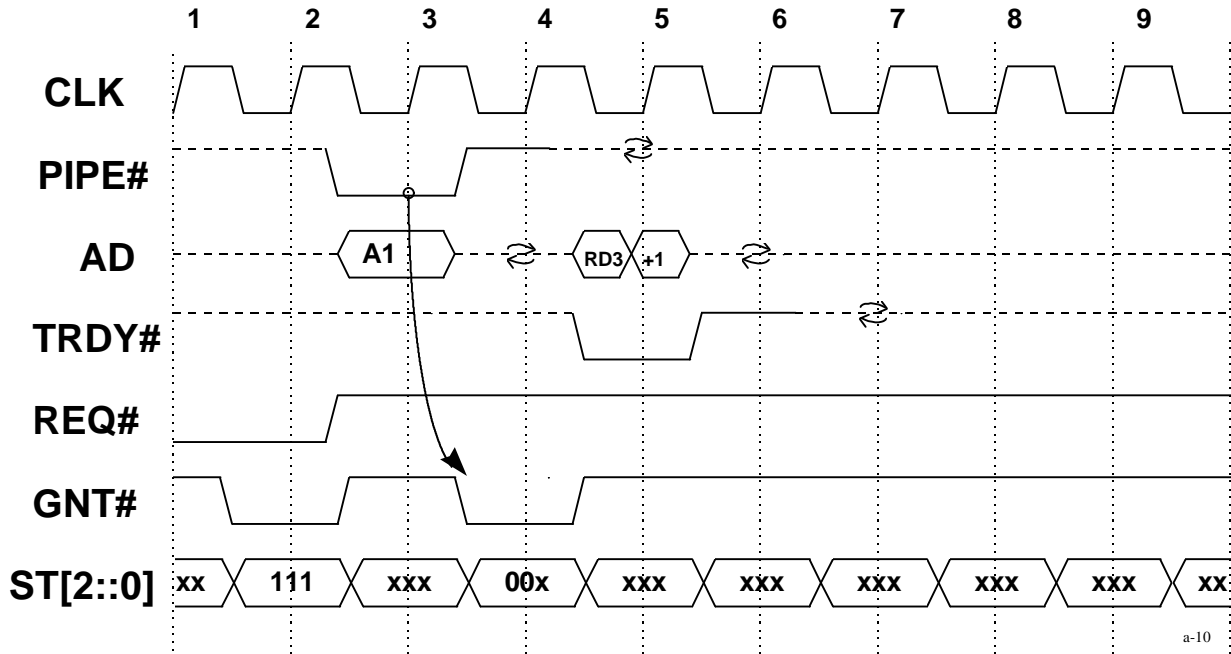 1 2 3 4 5 6 7 8 9
CLK
PIPE#
AD A1 RD3 +1
TRDY#
REQ#
GNT#
ST[2::0] xx 111 xxx 00x xxx xxx xxx xxx xxx xx
a-10